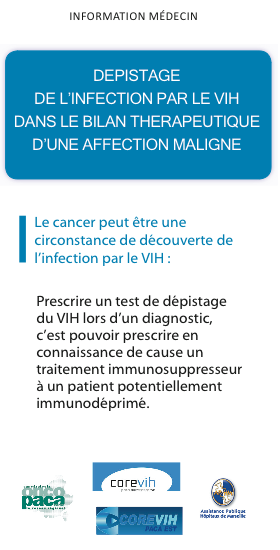 INFORMATION MÉDECIN
DEPISTAGE
DE L'INFECTION PAR LE VIH
DANS LE BILAN THERAPEUTIQUE
D'UNE AFFECTION MALIGNE
Le cancer peut être une
circonstance de découverte de
l'infection par le VIH :
Prescrire un test de dépistage
du VIH lors d'un diagnostic,
c'est pouvoir prescrire en
connaissance de cause un
traitement immunosuppresseur
à un patient potentiellement
immunodéprimé.
corevih
paca
COREVIH
PACA EST
Assistance Publique
Hôpitaux de Marseille